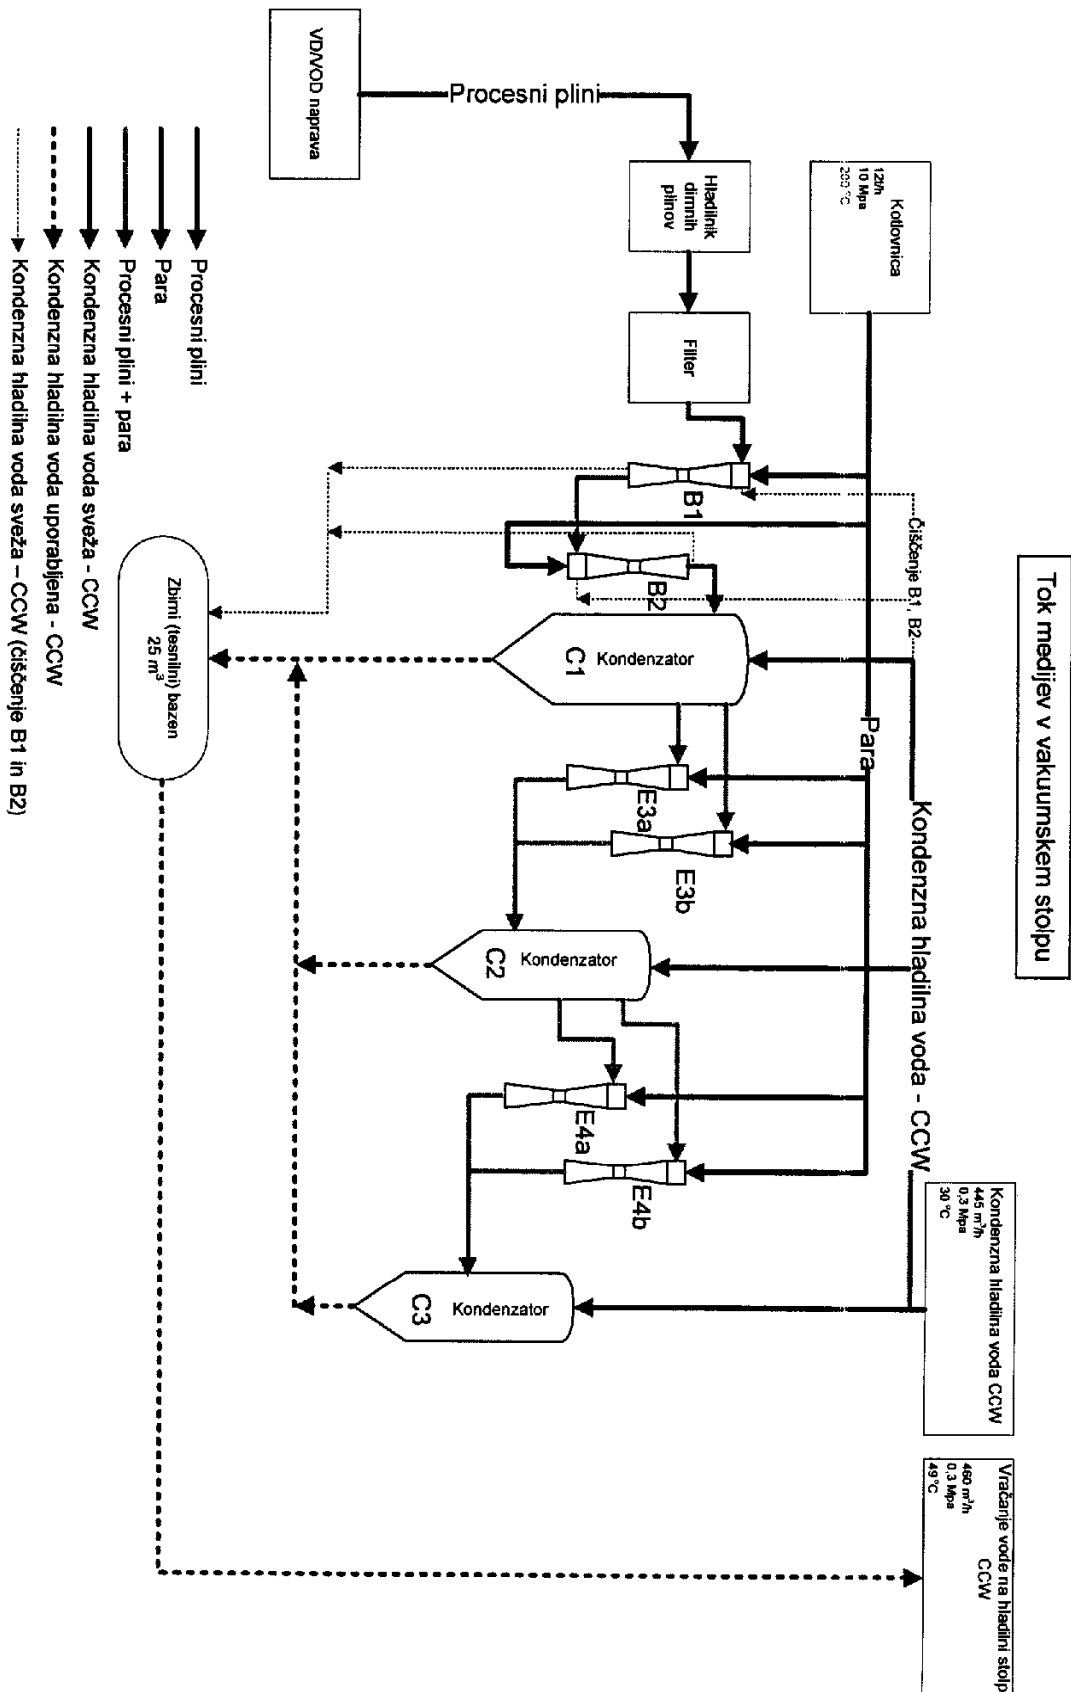 Tok medijev v vakuumskem stolpu
Kondenzna hladilna voda CCW
445 m³/h
0,3 Mpa
30 °C
Vračanje vode na hladilni stolp
CCW
460 m³/h
0,3 Mpa
49 °C
Kondenzna hladilna voda - CCW
Čiščenje B1, B2
Kotlovnica
12t/h
10 Mpa
200 °C
Para
Procesni plini
VD/VOD naprava
Hladilnik
dimnih
plinov
Filter
B1
B2
Kondenzator
C1
E3a
E3b
Kondenzator
C2
E4a
E4b
Kondenzator
C3
Zbirni (tesnilni) bazen
25 m³
Procesni plini
Para
Procesni plini + para
Kondenzna hladilna voda sveža - CCW
Kondenzna hladilna voda uporabljena - CCW
Kondenzna hladilna voda sveža – CCW (čiščenje B1 in B2)